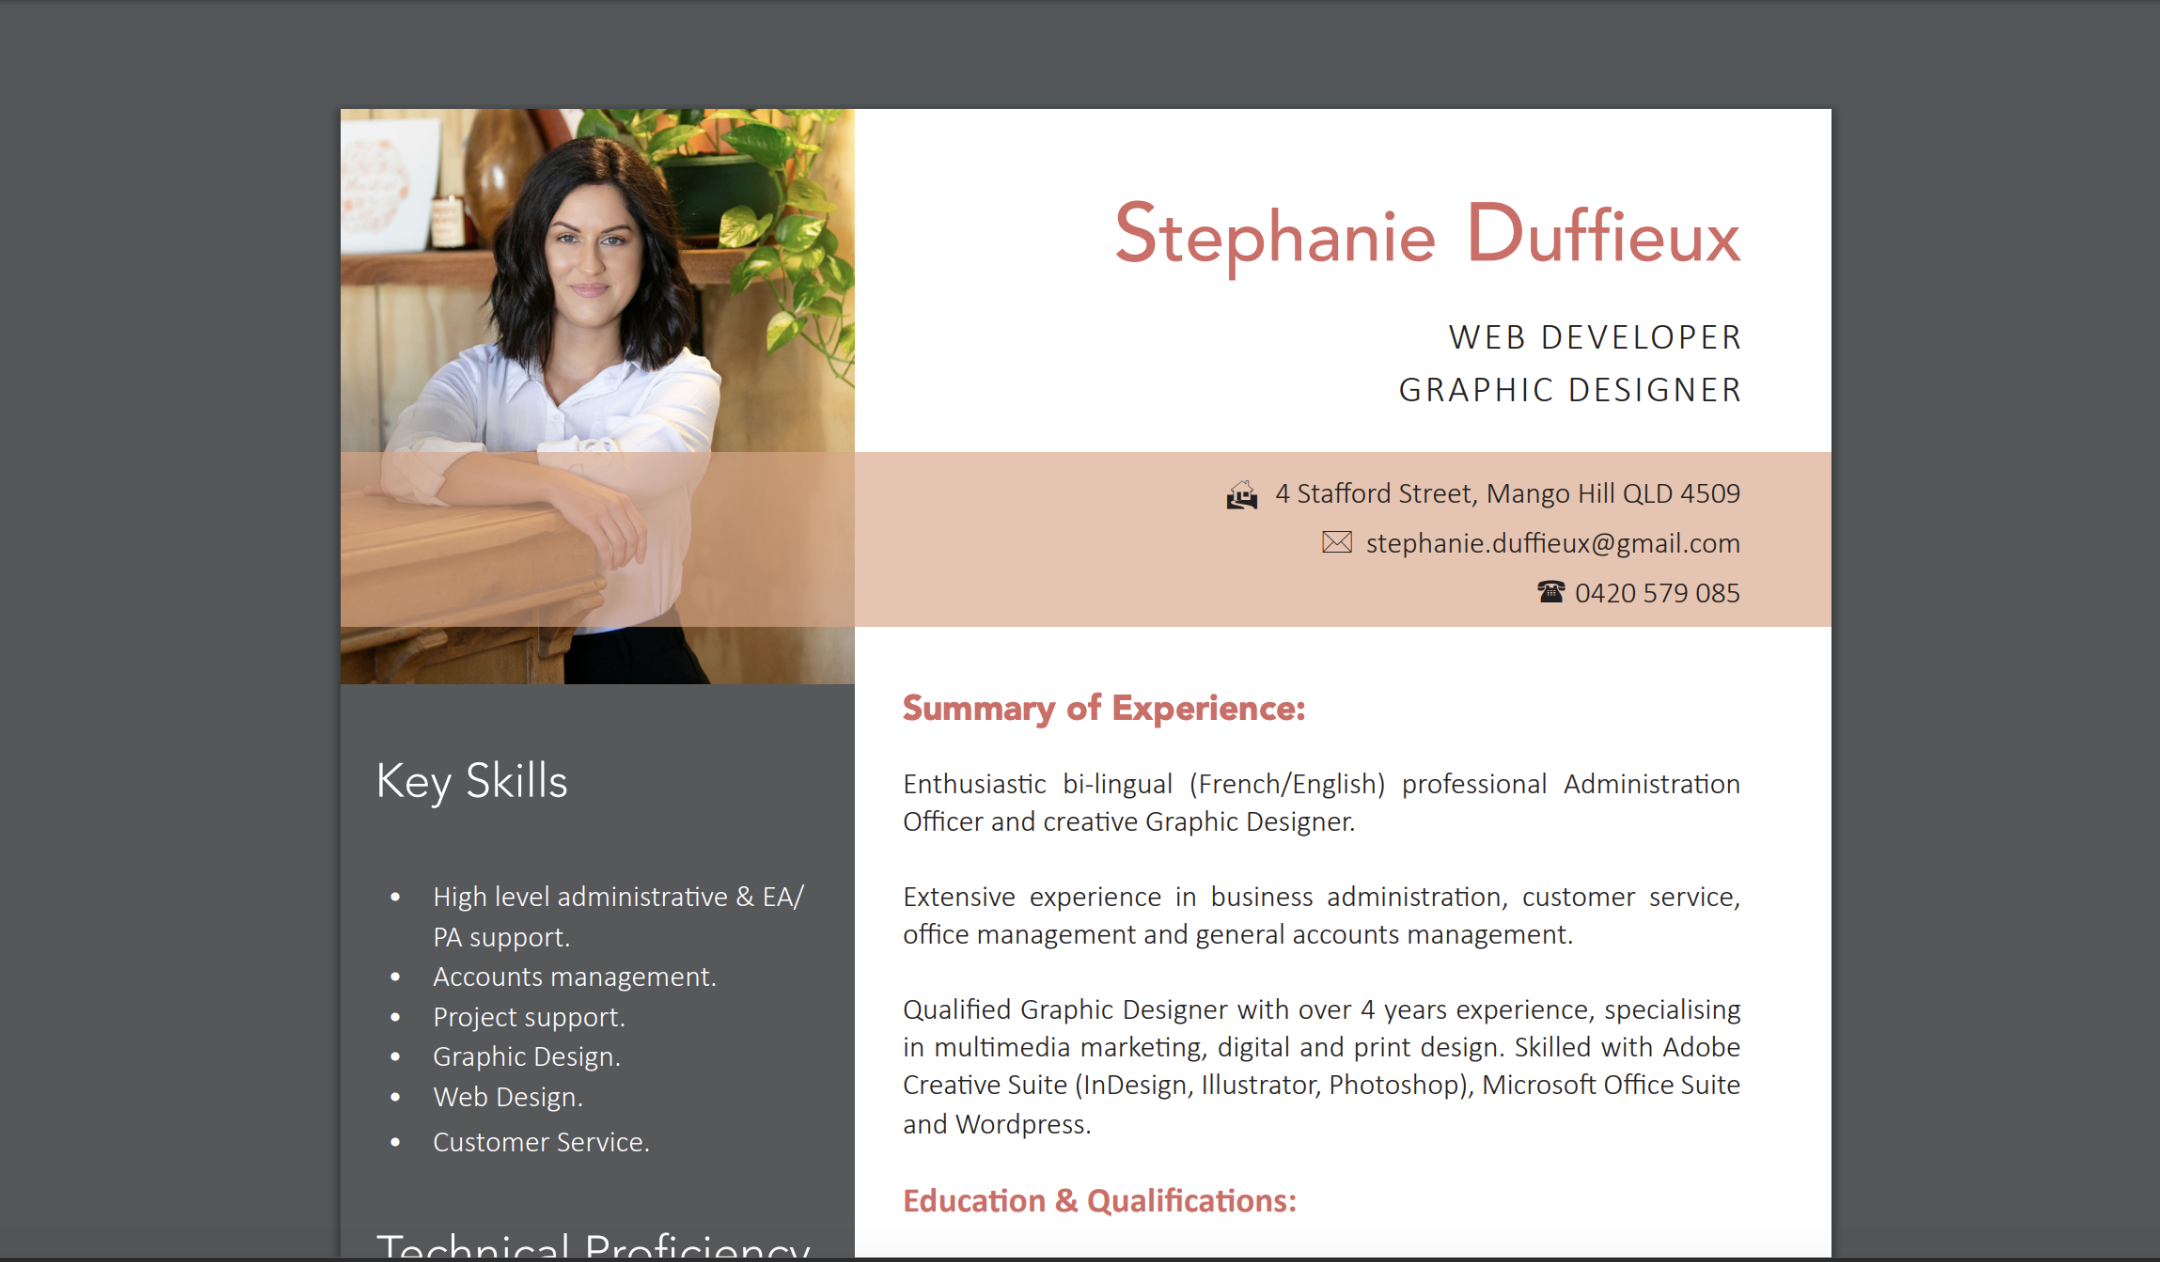 Stephanie Duffieux
WEB DEVELOPER
GRAPHIC DESIGNER
4 Stafford Street, Mango Hill QLD 4509
stephanie.duffieux@gmail.com
0420 579 085
Key Skills
• High level administrative & EA/
PA support.
• Accounts management.
• Project support.
• Graphic Design.
• Web Design.
• Customer Service.
Technical Proficiency
Summary of Experience:
Enthusiastic bi-lingual (French/English) professional Administration
Officer and creative Graphic Designer.
Extensive experience in business administration, customer service,
office management and general accounts management.
Qualified Graphic Designer with over 4 years experience, specialising
in multimedia marketing, digital and print design. Skilled with Adobe
Creative Suite (InDesign, Illustrator, Photoshop), Microsoft Office Suite
and Wordpress.
Education & Qualifications: